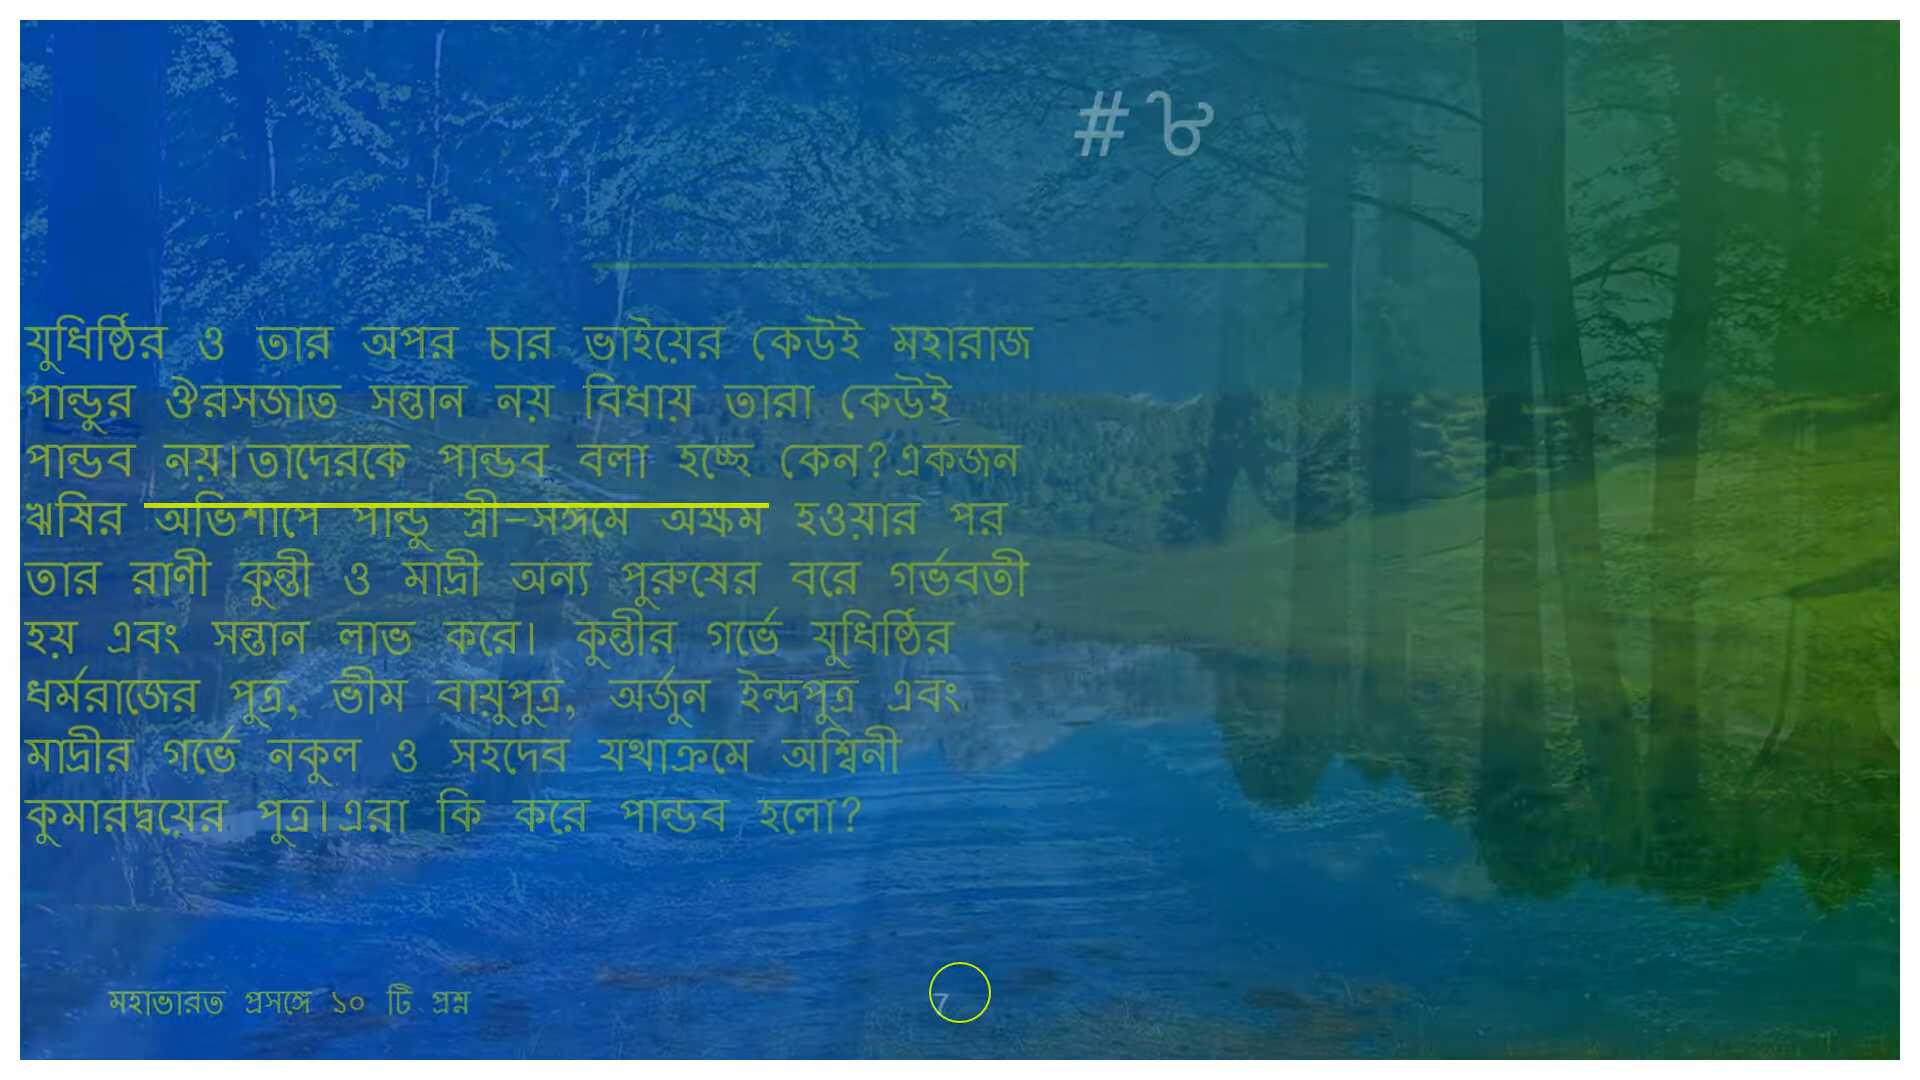 #৮
যুধিষ্ঠির ও তার অপর চার ভাইয়ের কেউই মহারাজ
পান্ডুর ঔরসজাত সন্তান নয় বিধায় তারা কেউই
পান্ডব নয়।তাদেরকে পান্ডব বলা হচ্ছে কেন?একজন
ঋষির অভিশাপে পান্ডু স্ত্রী-সঙ্গমে অক্ষম হওয়ার পর
তার রাণী কুন্তী ও মাদ্রী অন্য পুরুষের বরে গর্ভবতী
হয় এবং সন্তান লাভ করে। কুন্তীর গর্ভে যুধিষ্ঠির
ধর্মরাজের পুত্র, ভীম বায়ুপুত্র, অর্জুন ইন্দ্রপুত্র এবং
মাদ্রীর গর্ভে নকুল ও সহদেব যথাক্রমে অশ্বিনী
কুমারদ্বয়ের পুত্র।এরা কি করে পান্ডব হলো?
মহাভারত প্রসঙ্গে ১০ টি প্রশ্ন
7